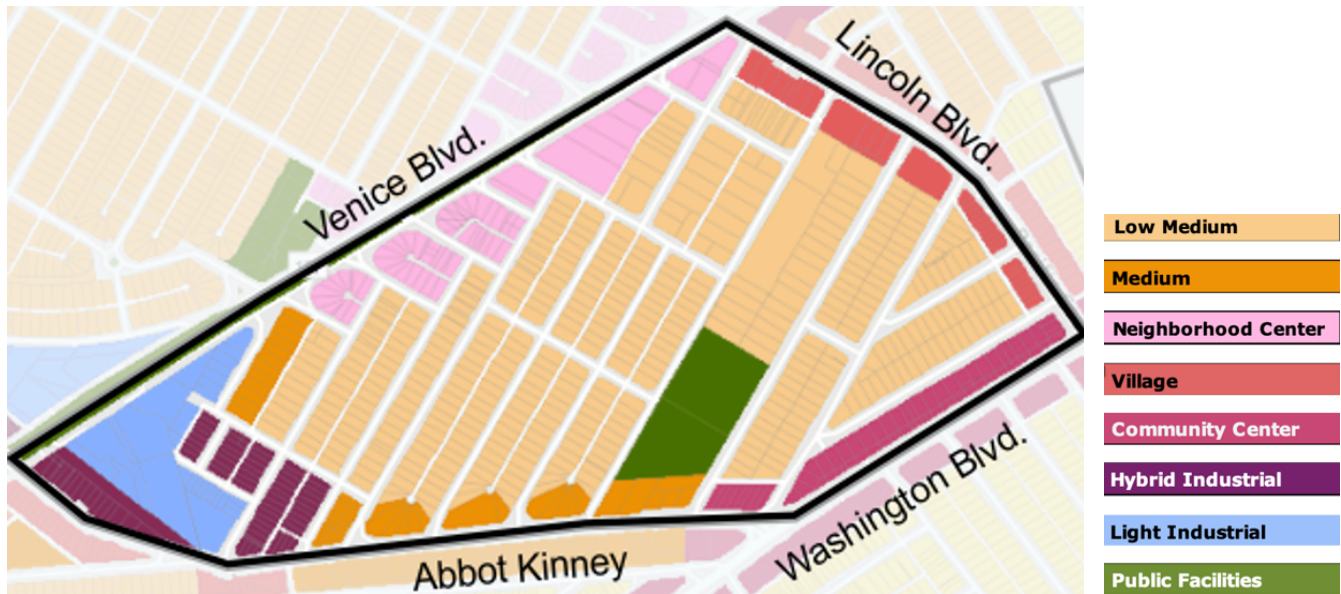 Lincoln Blvd.
Venice Blvd.
Washington Blvd.
Abbot Kinney
Low Medium
Medium
Neighborhood Center
Village
Community Center
Hybrid Industrial
Light Industrial
Public Facilities